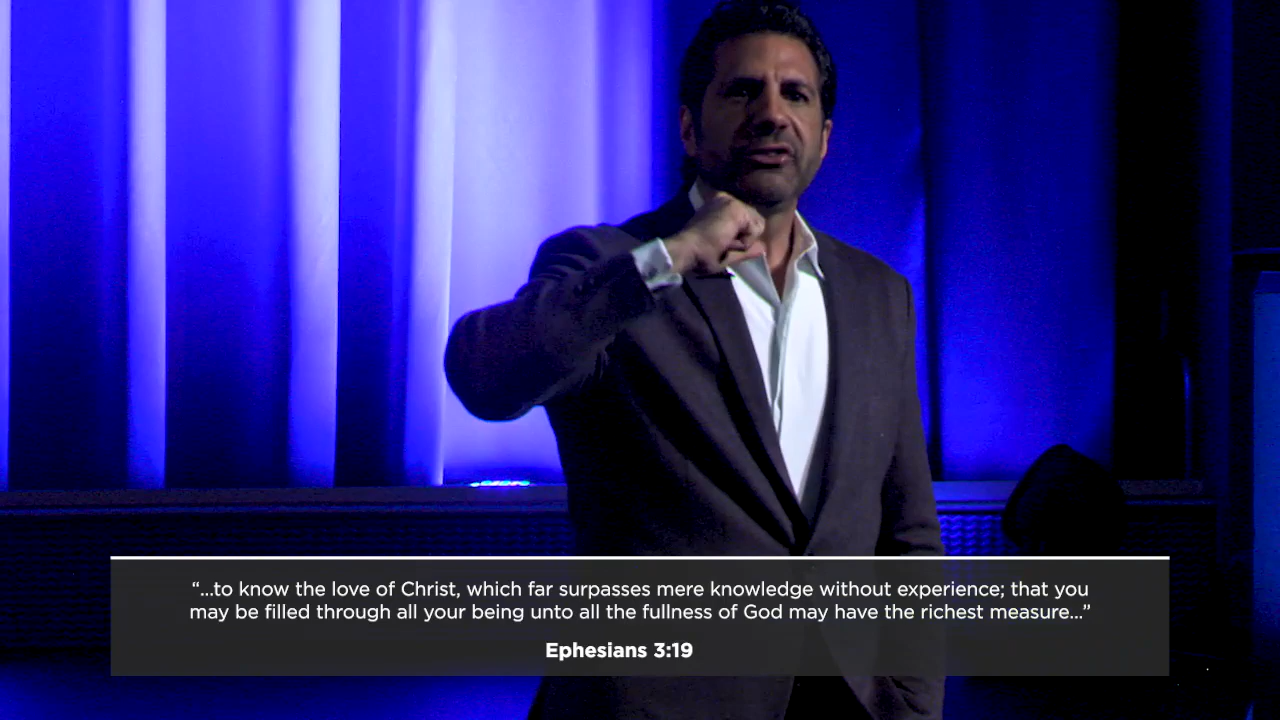 “...to know the love of Christ, which far surpasses mere knowledge without experience; that you
may be filled through all your being unto all the fullness of God may have the richest measure...”
Ephesians 3:19